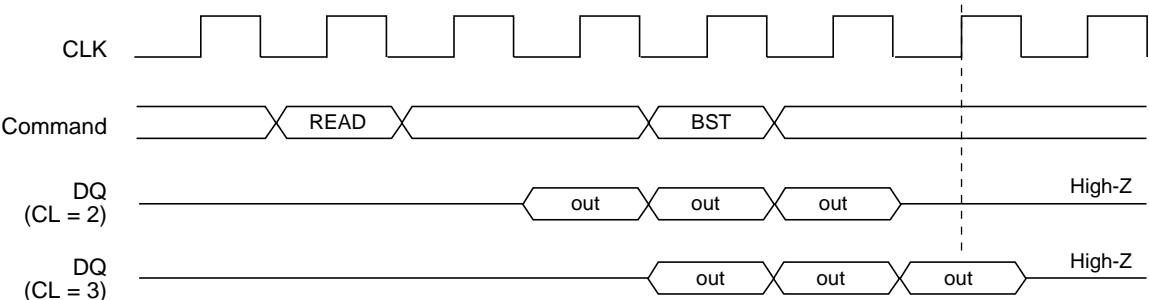 CLK
Command READ BST
DQ
(CL = 2) out out out High-Z
DQ
(CL = 3) out out out High-Z